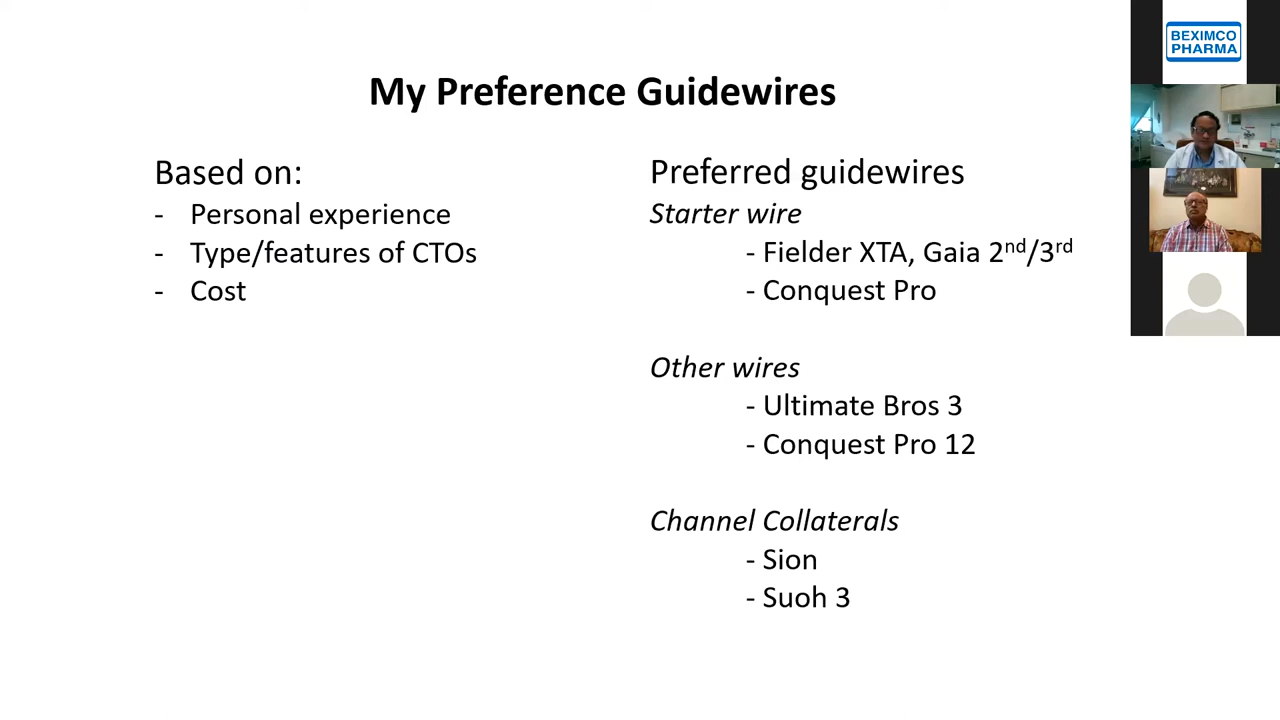 My Preference Guidewires
Based on:
- Personal experience
- Type/features of CTOs
- Cost
Preferred guidewires
Starter wire
- Fielder XTA, Gaia 2nd/3rd
- Conquest Pro
Other wires
- Ultimate Bros 3
- Conquest Pro 12
Channel Collaterals
- Sion
- Suoh 3
BEXIMCO
PHARMA